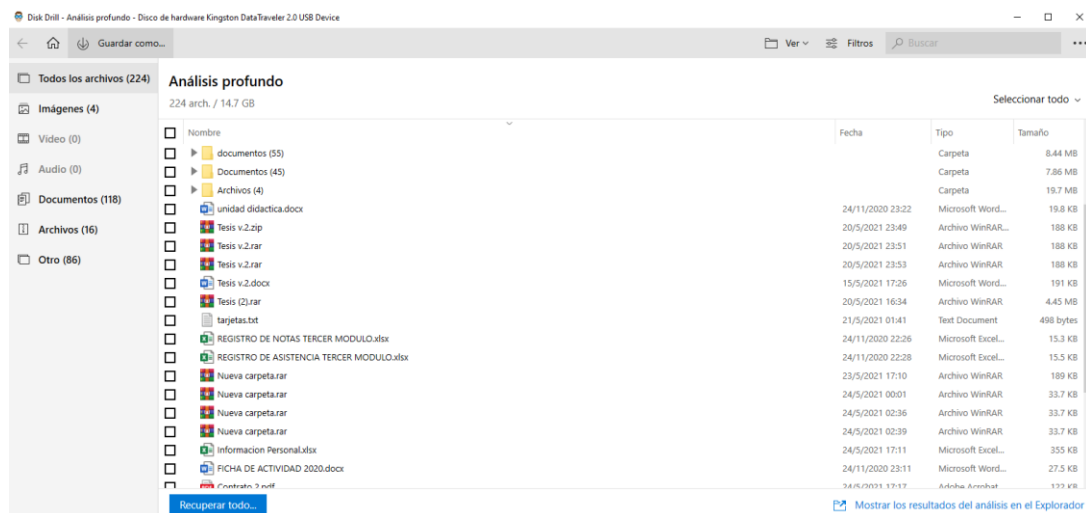 Disk Drill - Análisis profundo - Disco de hardware Kingston DataTraveler 2.0 USB Device
Guardar como...
Ver
Filtros
Buscar
Todos los archivos (224)
Imágenes (4)
Video (0)
Audio (0)
Documentos (118)
Archivos (16)
Otro (86)
Análisis profundo
224 arch. / 14.7 GB
Seleccionar todo
Nombre Fecha Tipo Tamaño
documentos (55) Carpeta 8.44 MB
Documentos (45) Carpeta 7.86 MB
Archivos (4) Carpeta 19.7 MB
unidad didactica.docx 24/11/2020 23:22 Microsoft Word... 19.8 KB
Tesis v.2.zip 20/5/2021 23:49 Archivo WinRAR... 188 KB
Tesis v.2.rar 20/5/2021 23:51 Archivo WinRAR 188 KB
Tesis v.2.rar 20/5/2021 23:53 Archivo WinRAR 188 KB
Tesis v.2.docx 15/5/2021 17:26 Microsoft Word... 191 KB
Tesis (2).rar 20/5/2021 16:34 Archivo WinRAR 4.45 MB
tarjetas.txt 21/5/2021 01:41 Text Document 498 bytes
REGISTRO DE NOTAS TERCER MODULO.xlsx 24/11/2020 22:26 Microsoft Excel... 15.3 KB
REGISTRO DE ASISTENCIA TERCER MODULO.xlsx 24/11/2020 22:28 Microsoft Excel... 15.5 KB
Nueva carpeta.rar 23/5/2021 17:10 Archivo WinRAR 189 KB
Nueva carpeta.rar 24/5/2021 00:01 Archivo WinRAR 33.7 KB
Nueva carpeta.rar 24/5/2021 02:36 Archivo WinRAR 33.7 KB
Nueva carpeta.rar 24/5/2021 02:39 Archivo WinRAR 33.7 KB
Informacion Personal.xlsx 24/5/2021 17:11 Microsoft Excel... 355 KB
FICHA DE ACTIVIDAD 2020.docx 24/11/2020 23:11 Microsoft Word... 27.5 KB
Contrato 2.pdf 24/5/2021 17:17 Adobe Acrobat 122 KB
Recuperar todo...
Mostrar los resultados del análisis en el Explorador